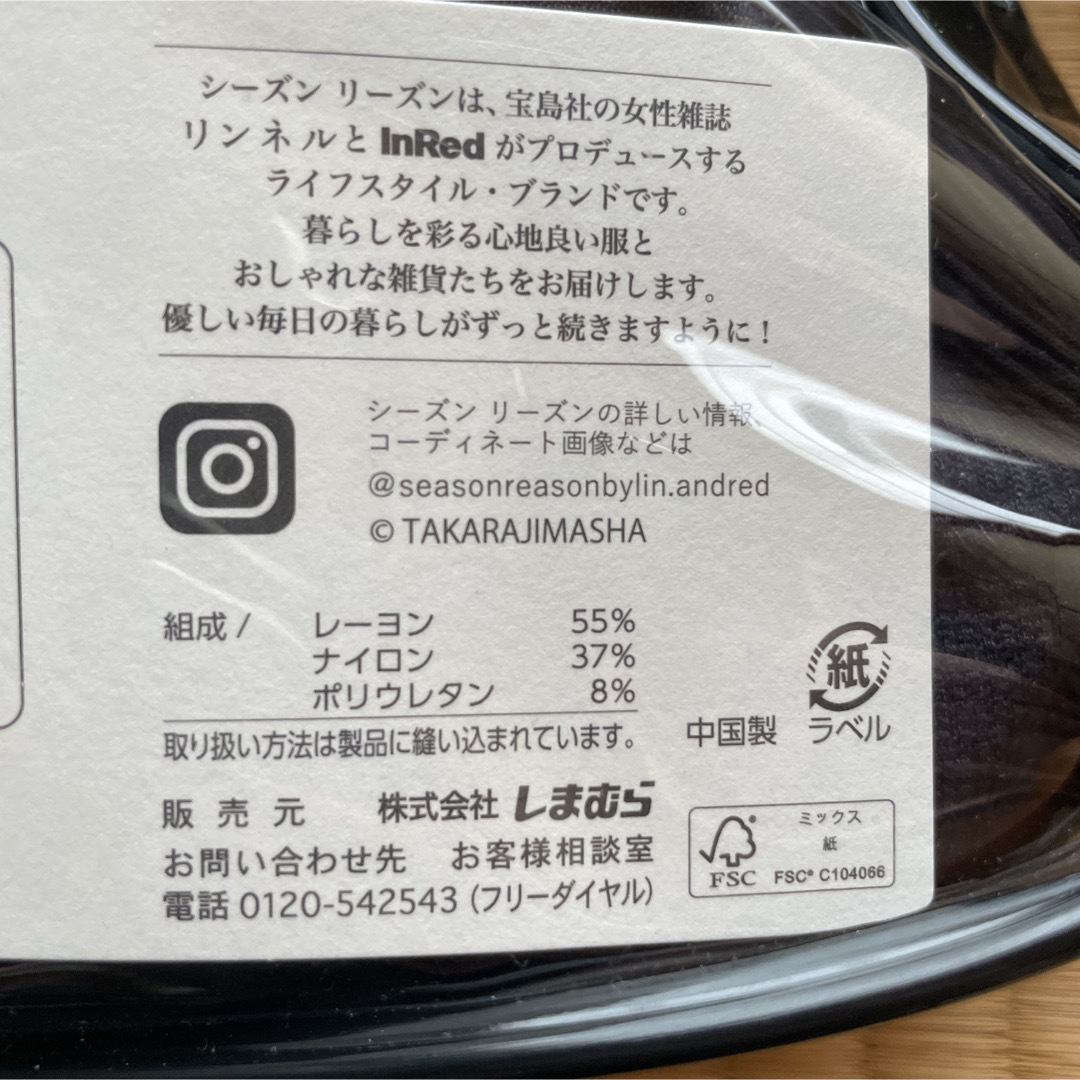 シーズン リーズンは、宝島社の女性雑誌
リンネルと InRed がプロデュースする
ライフスタイル・ブランドです。
暮らしを彩る心地良い服と
おしゃれな雑貨たちをお届けします。
優しい毎日の暮らしがずっと続きますように！
シーズン リーズンの詳しい情報、
コーディネート画像などは
@seasonreasonbylin.andred
© TAKARAJIMASHA
組成 / レーヨン 55%
ナイロン 37%
ポリウレタン 8%
取り扱い方法は製品に縫い込まれています。
中国製
紙
ラベル
販売元 株式会社 しまむら
お問い合わせ先 お客様相談室
電話 0120-542543 (フリーダイヤル)
FSC
ミックス
紙
FSC® C104066